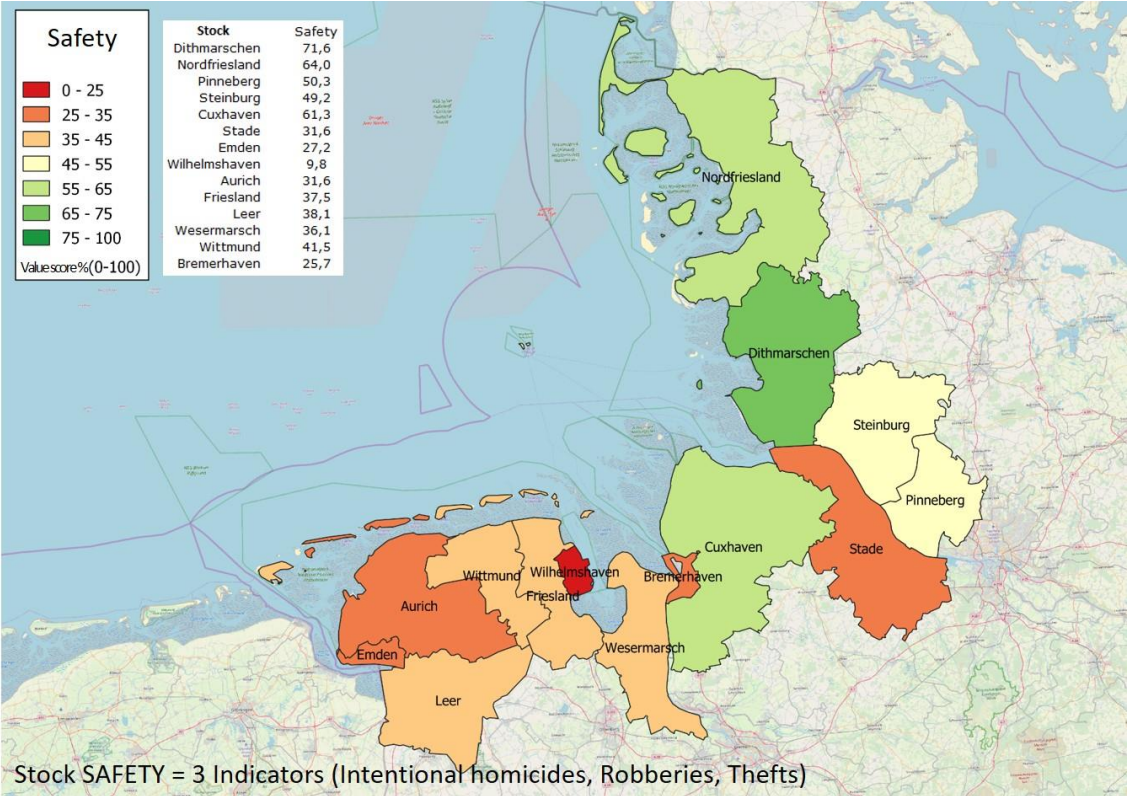 Safety
0 - 25
25 - 35
35 - 45
45 - 55
55 - 65
65 - 75
75 - 100
Value score % (0-100)
Stock Safety
Dithmarschen 71,6
Nordfriesland 64,0
Pinneberg 50,3
Steinburg 49,2
Cuxhaven 61,3
Stade 31,6
Emden 27,2
Wilhelmshaven 9,8
Aurich 31,6
Friesland 37,5
Leer 38,1
Wesermarsch 36,1
Wittmund 41,5
Bremerhaven 25,7
Nordfriesland
Dithmarschen
Steinburg
Pinneberg
Cuxhaven
Stade
Wilhelmshaven
Bremerhaven
Wittmund
Friesland
Aurich
Wesermarsch
Emden
Leer
Stock SAFETY = 3 Indicators (Intentional homicides, Robberies, Thefts)